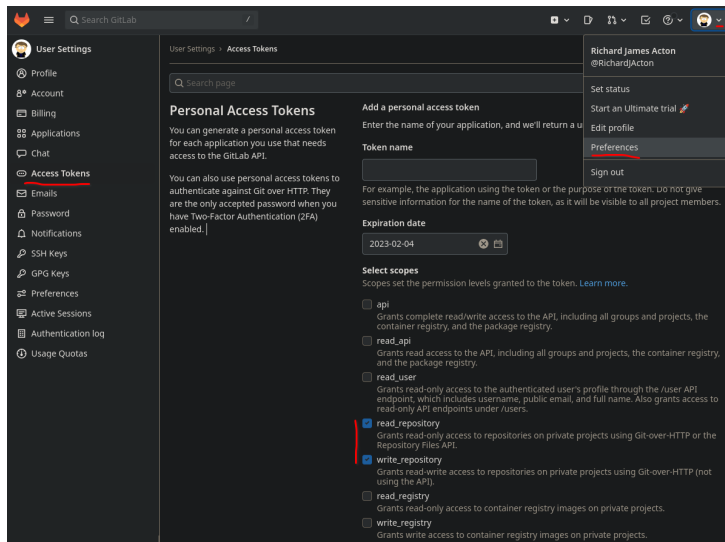 Search GitLab
/
User Settings
Profile
Account
Billing
Applications
Chat
Access Tokens
Emails
Password
Notifications
SSH Keys
GPG Keys
Preferences
Active Sessions
Authentication log
Usage Quotas
User Settings › Access Tokens
Search page
Personal Access Tokens
You can generate a personal access token
for each application you use that needs
access to the GitLab API.
You can also use personal access tokens to
authenticate against Git over HTTP. They
are the only accepted password when you
have Two-Factor Authentication (2FA)
enabled.
Add a personal access token
Enter the name of your application, and we'll return a u
Token name
For example, the application using the token or the purpose of the token. Do not give
sensitive information for the name of the token, as it will be visible to all project members.
Expiration date
2023-02-04
Select scopes
Scopes set the permission levels granted to the token. Learn more.
api
Grants complete read/write access to the API, including all groups and projects, the
container registry, and the package registry.
read_api
Grants read access to the API, including all groups and projects, the container registry,
and the package registry.
read_user
Grants read-only access to the authenticated user's profile through the /user API
endpoint, which includes username, public email, and full name. Also grants access to
read-only API endpoints under /users.
read_repository
Grants read-only access to repositories on private projects using Git-over-HTTP or the
Repository Files API.
write_repository
Grants read-write access to repositories on private projects using Git-over-HTTP (not
using the API).
read_registry
Grants read-only access to container registry images on private projects.
write_registry
Grants write access to container registry images on private projects.
Richard James Acton
@RichardJActon
Set status
Start an Ultimate trial 🚀
Edit profile
Preferences
Sign out